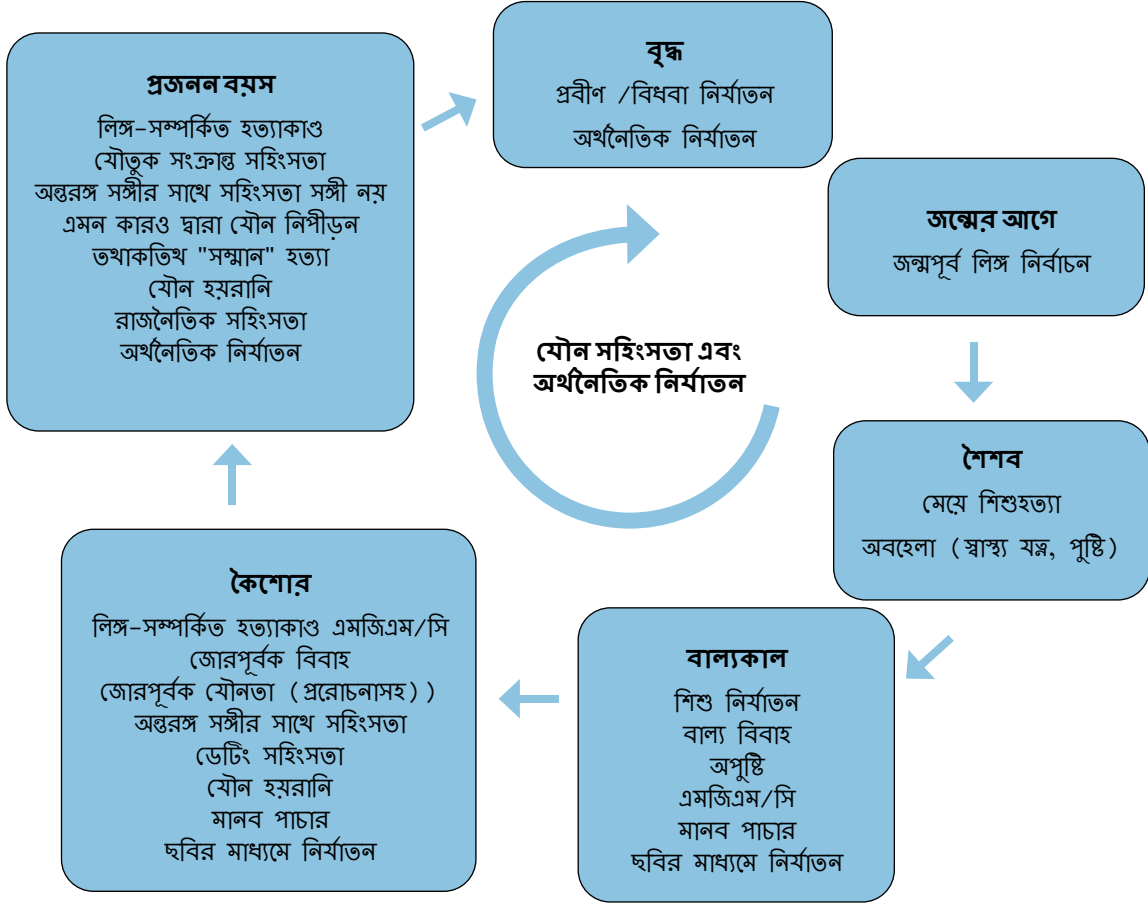 প্রজনন বয়স
লিঙ্গ-সম্পর্কিত হত্যাকাণ্ড
যৌতুক সংক্রান্ত সহিংসতা
অন্তরঙ্গ সঙ্গীর সাথে সহিংসতা সঙ্গী নয়
এমন কারও দ্বারা যৌন নিপীড়ন
তথাকতিথ "সম্মান" হত্যা
যৌন হয়রানি
রাজনৈতিক সহিংসতা
অর্থনৈতিক নির্যাতন
বৃদ্ধ
প্রবীণ /বিধবা নির্যাতন
অর্থনৈতিক নির্যাতন
জন্মের আগে
জন্মপূর্ব লিঙ্গ নির্বাচন
যৌন সহিংসতা এবং
অর্থনৈতিক নির্যাতন
শৈশব
মেয়ে শিশুহত্যা
অবহেলা (স্বাস্থ্য যত্ন, পুষ্টি)
বাল্যকাল
শিশু নির্যাতন
বাল্য বিবাহ
অপুষ্টি
এমজিএম/সি
মানব পাচার
ছবির মাধ্যমে নির্যাতন
কৈশোর
লিঙ্গ-সম্পর্কিত হত্যাকাণ্ড এমজিএম/সি
জোরপূর্বক বিবাহ
জোরপূর্বক যৌনতা (প্ররোচনাসহ))
অন্তরঙ্গ সঙ্গীর সাথে সহিংসতা
ডেটিং সহিংসতা
যৌন হয়রানি
মানব পাচার
ছবির মাধ্যমে নির্যাতন